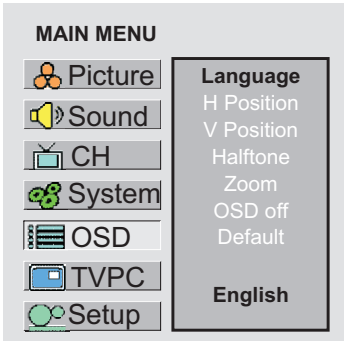 MAIN MENU
Picture
Sound
CH
System
OSD
TVPC
Setup
Language
H Position
V Position
Halftone
Zoom
OSD off
Default
English